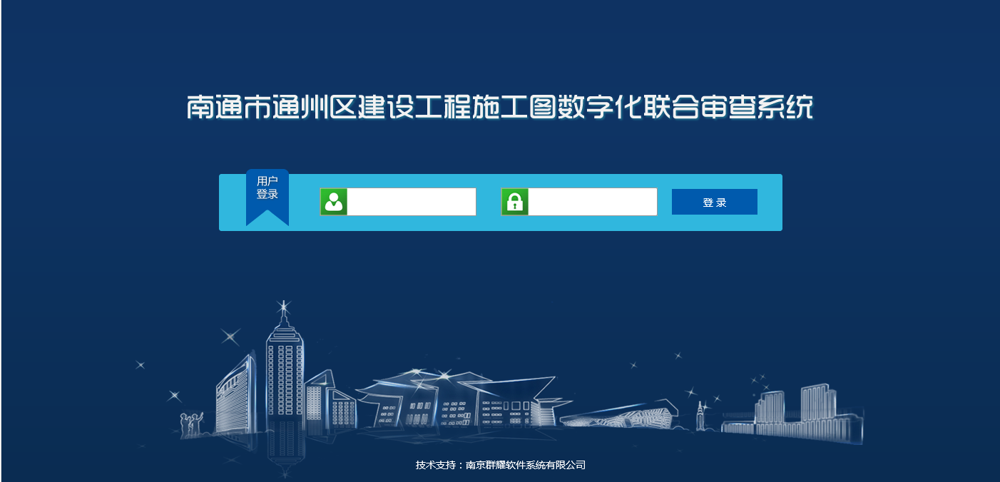 南通市通州区建设工程施工图数字化联合审查系统
用户
登录
登 录
技术支持：南京群耀软件系统有限公司